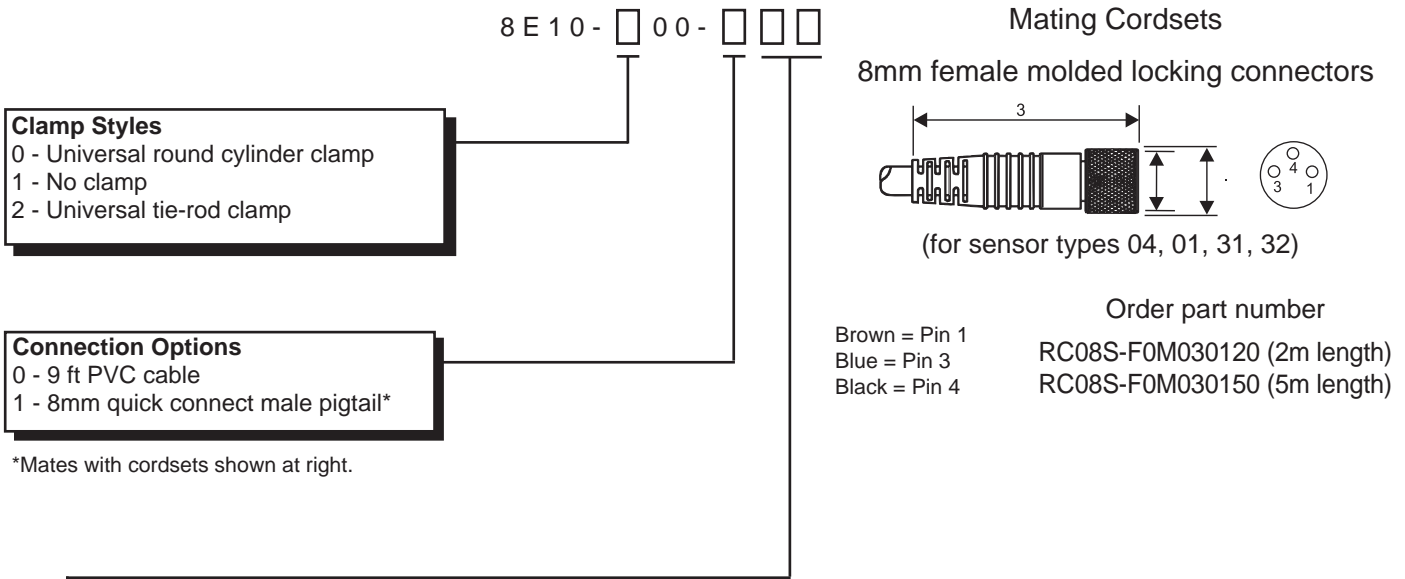 8E10- 00-
Clamp Styles
0 - Universal round cylinder clamp
1 - No clamp
2 - Universal tie-rod clamp
Connection Options
0 - 9 ft PVC cable
1 - 8mm quick connect male pigtail*
*Mates with cordsets shown at right.
Mating Cordsets
8mm female molded locking connectors
3
4
3
1
(for sensor types 04, 01, 31, 32)
Order part number
Brown = Pin 1
Blue = Pin 3
Black = Pin 4
RC08S-F0M030120 (2m length)
RC08S-F0M030150 (5m length)